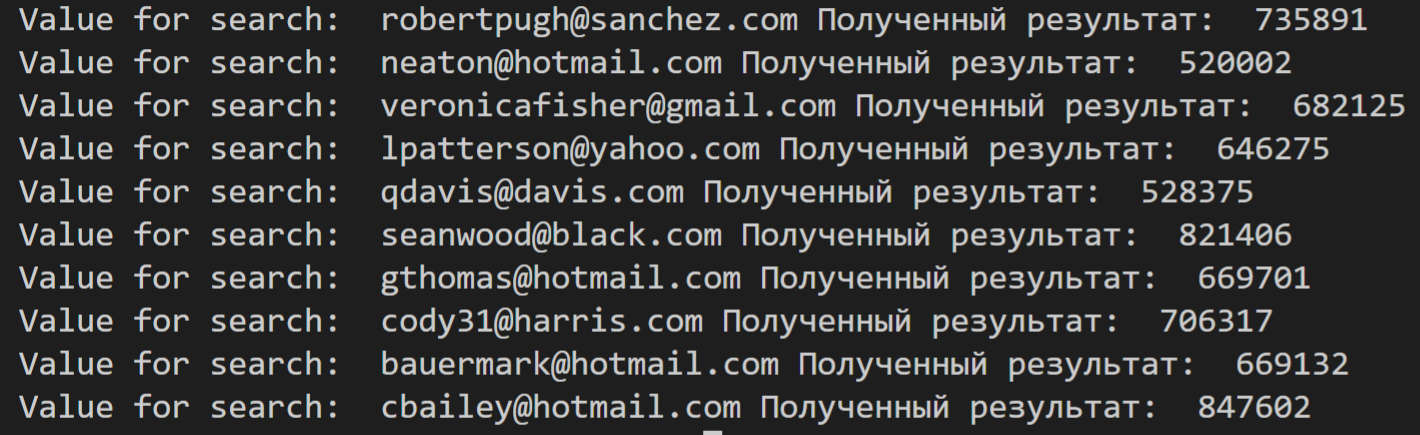 Value for search:  robertpugh@sanchez.com Полученный результат:  735891
Value for search:  neaton@hotmail.com Полученный результат:  520002
Value for search:  veronicafisher@gmail.com Полученный результат:  682125
Value for search:  lpatterson@yahoo.com Полученный результат:  646275
Value for search:  qdavis@davis.com Полученный результат:  528375
Value for search:  seanwood@black.com Полученный результат:  821406
Value for search:  gthomas@hotmail.com Полученный результат:  669701
Value for search:  cody31@harris.com Полученный результат:  706317
Value for search:  bauermark@hotmail.com Полученный результат:  669132
Value for search:  cbailey@hotmail.com Полученный результат:  847602